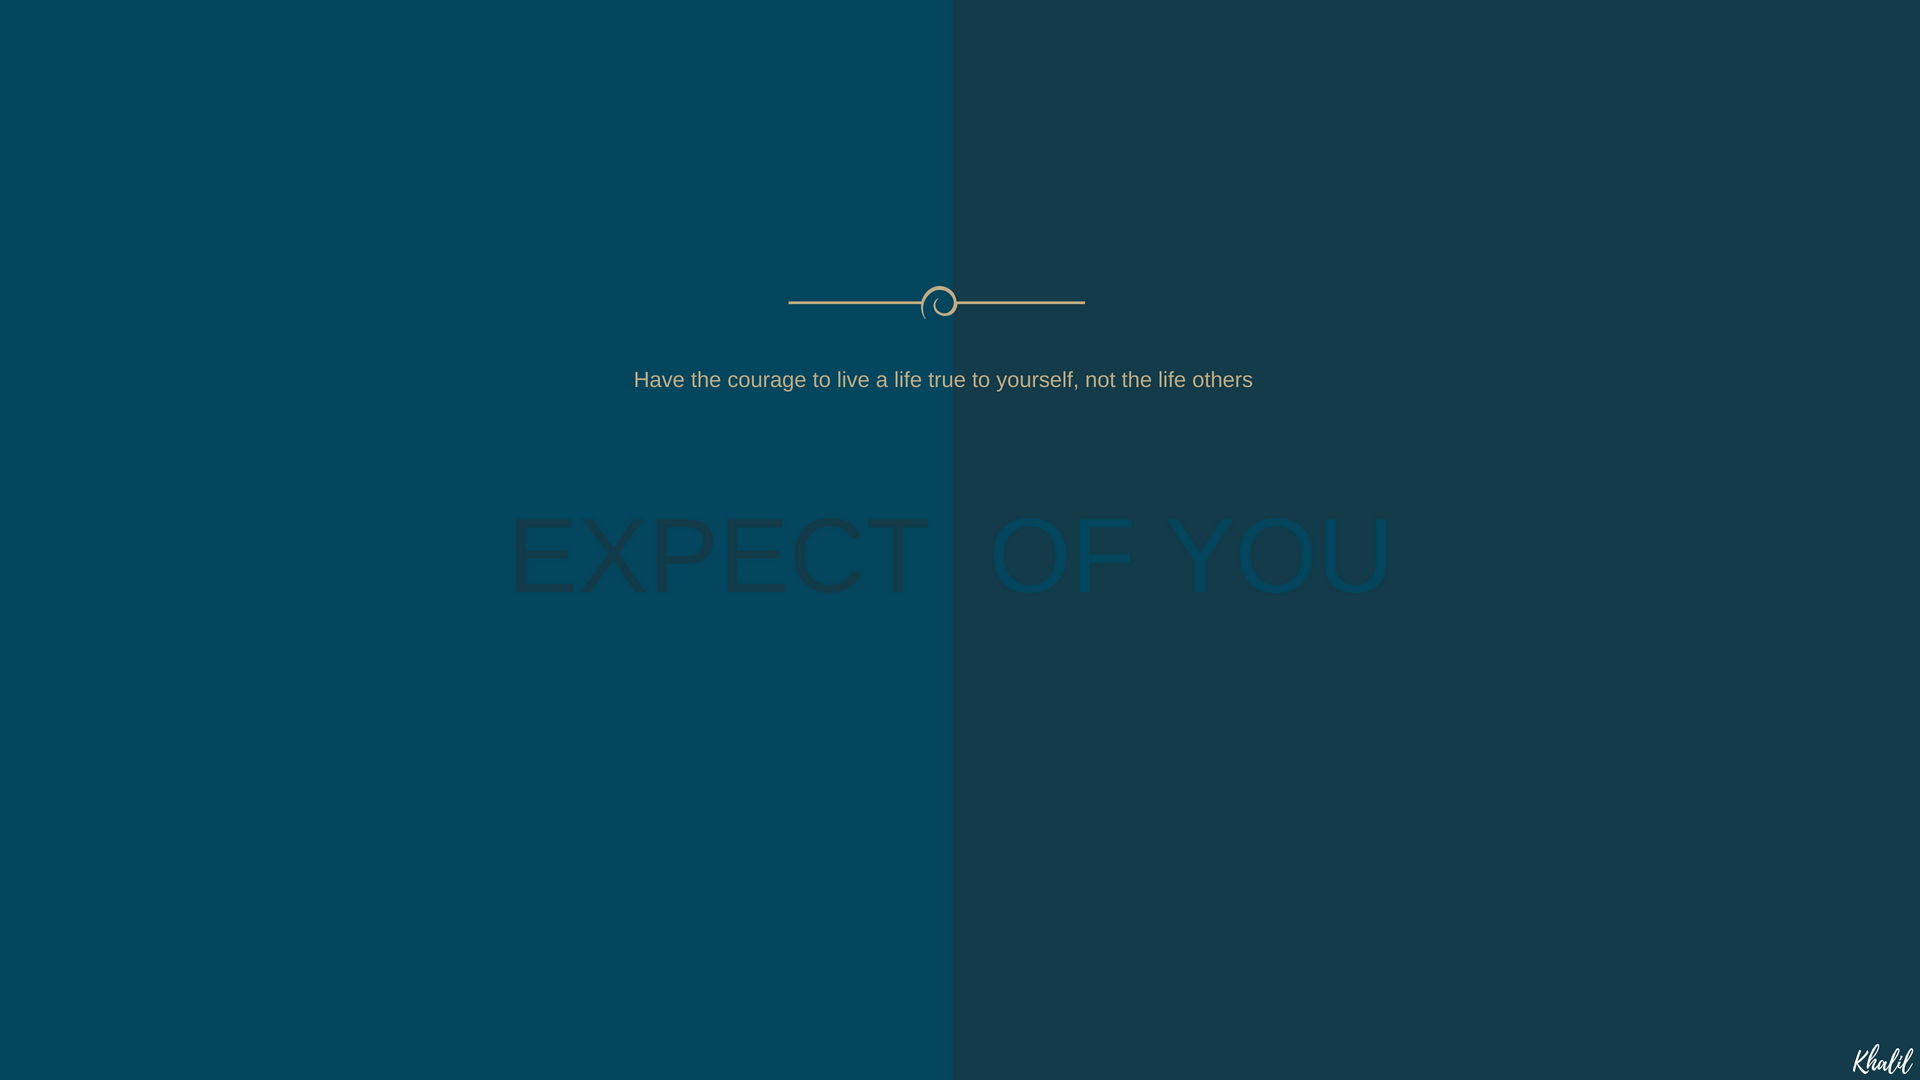 Have the courage to live a life true to yourself, not the life others
EXPECT OF YOU
Khalil